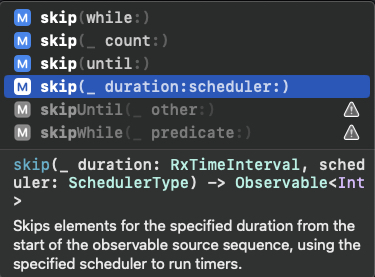 M skip(while:)
M skip(_ count:)
M skip(until:)
M skip(_ duration:scheduler:)
M skipUntil(_ other:)
M skipWhile(_ predicate:)
skip(_ duration: RxTimeInterval, sched
uler: SchedulerType) -> Observable<Int
>
Skips elements for the specified duration from the
start of the observable source sequence, using the
specified scheduler to run timers.